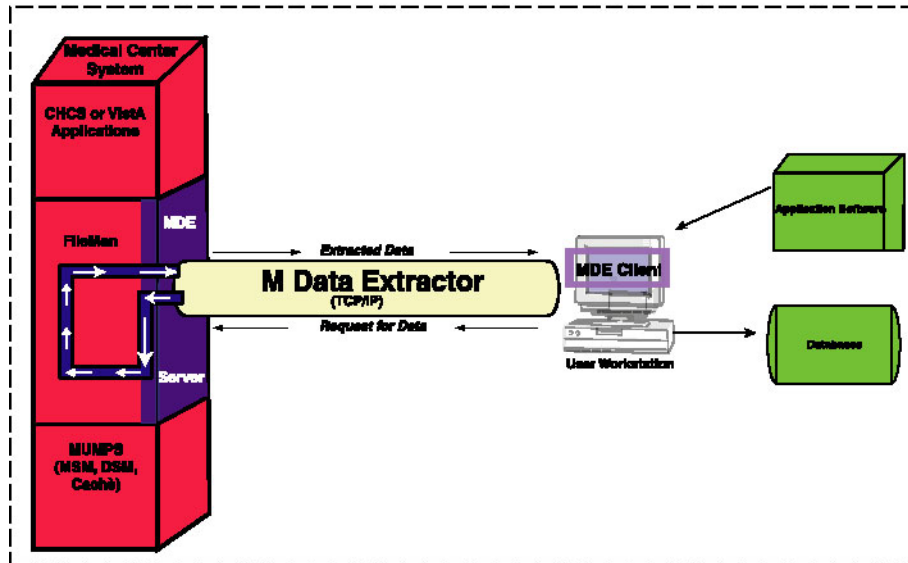 Medical Center
System
CHCS or VistA
Applications
FileMan
MDE
Server
MUMPS
(MSM, DSM,
Cachè)
Extracted Data
M Data Extractor
(TCP/IP)
Request for Data
MDE Client
User Workstation
Application Software
Databases